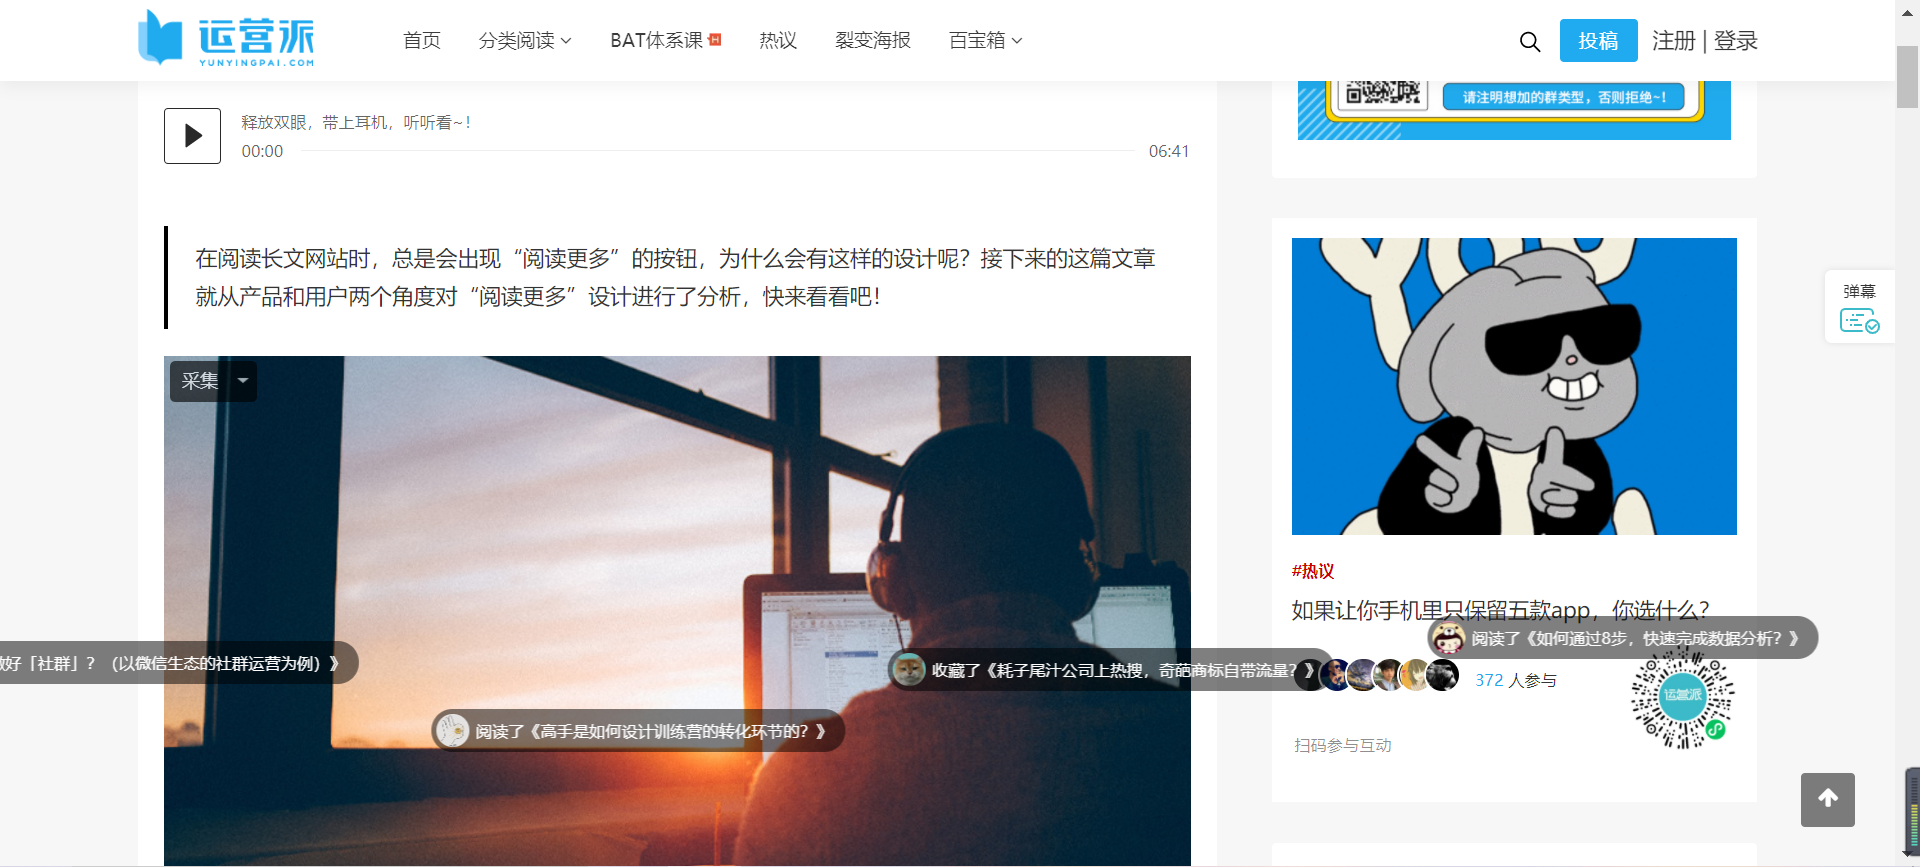 运营派
YUNYINGPAI.COM
首页
分类阅读
BAT体系课
H
热议
裂变海报
百宝箱
投稿
注册 | 登录
释放双眼，带上耳机，听听看~！
00:00
06:41
请注明想加的群类型，否则拒绝~！
在阅读长文网站时，总是会出现“阅读更多”的按钮，为什么会有这样的设计呢？接下来的这篇文章
就从产品和用户两个角度对“阅读更多”设计进行了分析，快来看看吧！
采集
弹幕
#热议
如果让你手机里只保留五款app，你选什么？
阅读了《如何通过8步，快速完成数据分析？》
好「社群」？（以微信生态的社群运营为例）》
收藏了《耗子尾汁公司上热搜，奇葩商标自带流量？》
372 人参与
运营派
阅读了《高手是如何设计训练营的转化环节的？》
扫码参与互动